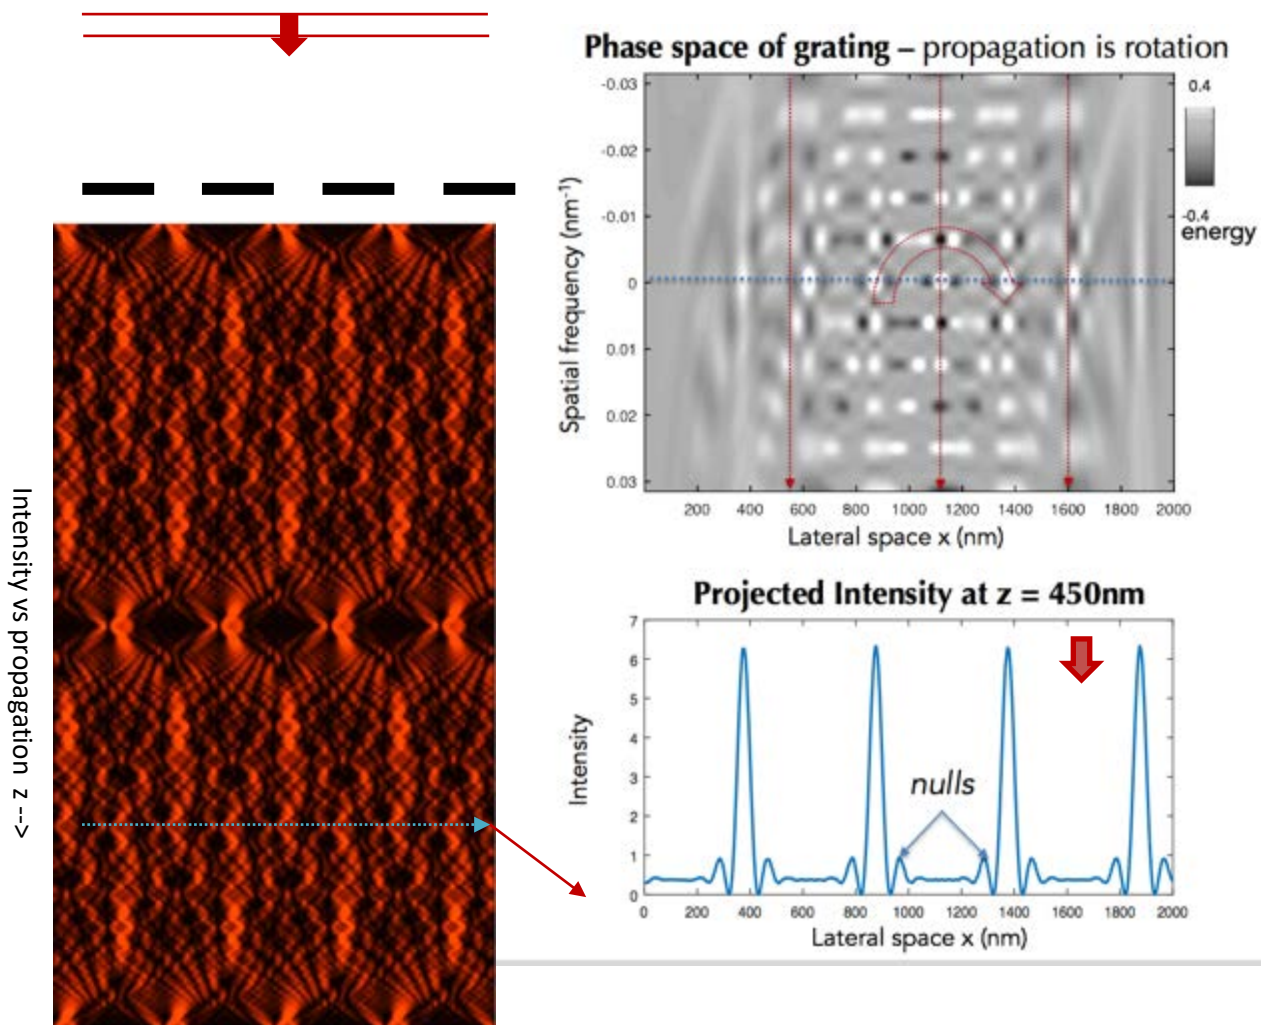 Phase space of grating – propagation is rotation
-0.03
-0.02
-0.01
0
0.01
0.02
0.03
Spatial frequency (nm-1)
200 400 600 800 1000 1200 1400 1600 1800 2000
Lateral space x (nm)
0.4
-0.4
energy
Intensity vs propagation z -->
Projected Intensity at z = 450nm
7
6
5
4
3
2
1
0
Intensity
nulls
0 200 400 600 800 1000 1200 1400 1600 1800 2000
Lateral space x (nm)